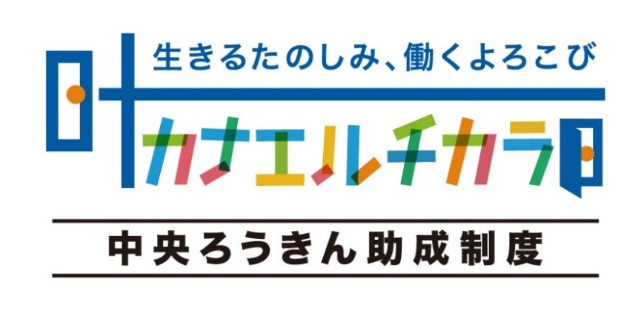 生きるたのしみ、働くよろこび
叶 カナエルチカラ
中央ろうきん助成制度